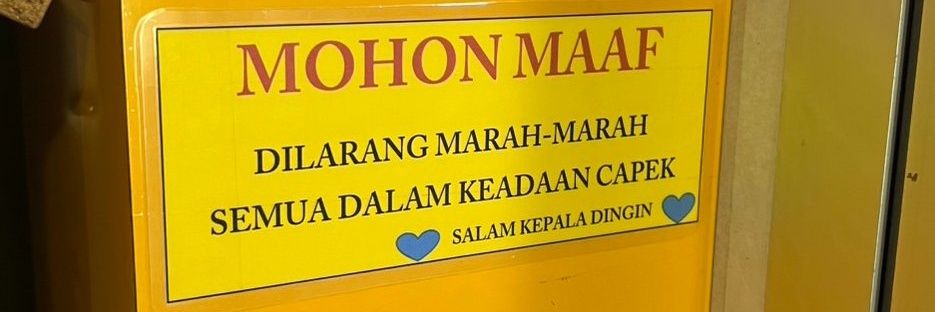 MOHON MAAF
DILARANG MARAH-MARAH
SEMUA DALAM KEADAAN CAPEK
SALAM KEPALA DINGIN